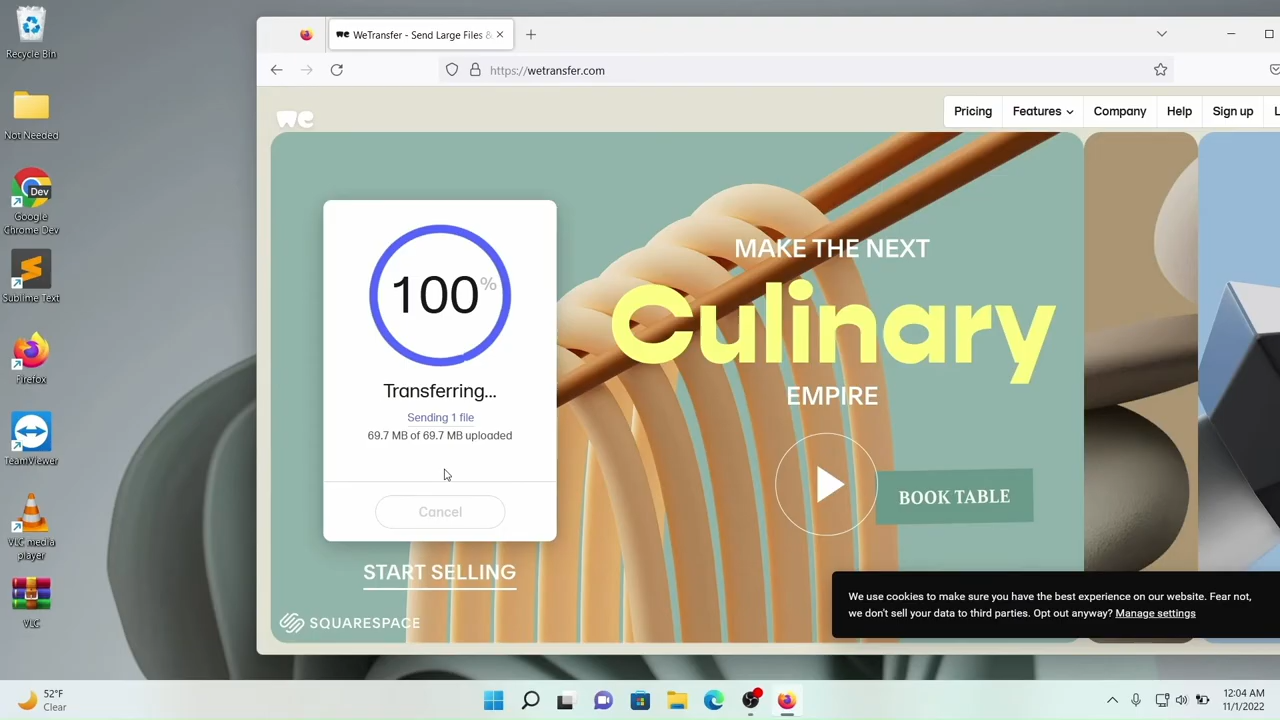 Recycle Bin
Not Needed
Dev
Google
Chrome Dev
Sublime Text
Firefox
TeamViewer
VLC media
player
VLC
WeTransfer - Send Large Files &
https://wetransfer.com
we
Pricing
Features
Company
Help
Sign up
L
100%
Transferring...
Sending 1 file
69.7 MB of 69.7 MB uploaded
Cancel
MAKE THE NEXT
Culinary
EMPIRE
BOOK TABLE
START SELLING
SQUARESPACE
We use cookies to make sure you have the best experience on our website. Fear not,
we don't sell your data to third parties. Opt out anyway? Manage settings
52°F
Clear
12:04 AM
11/1/2022